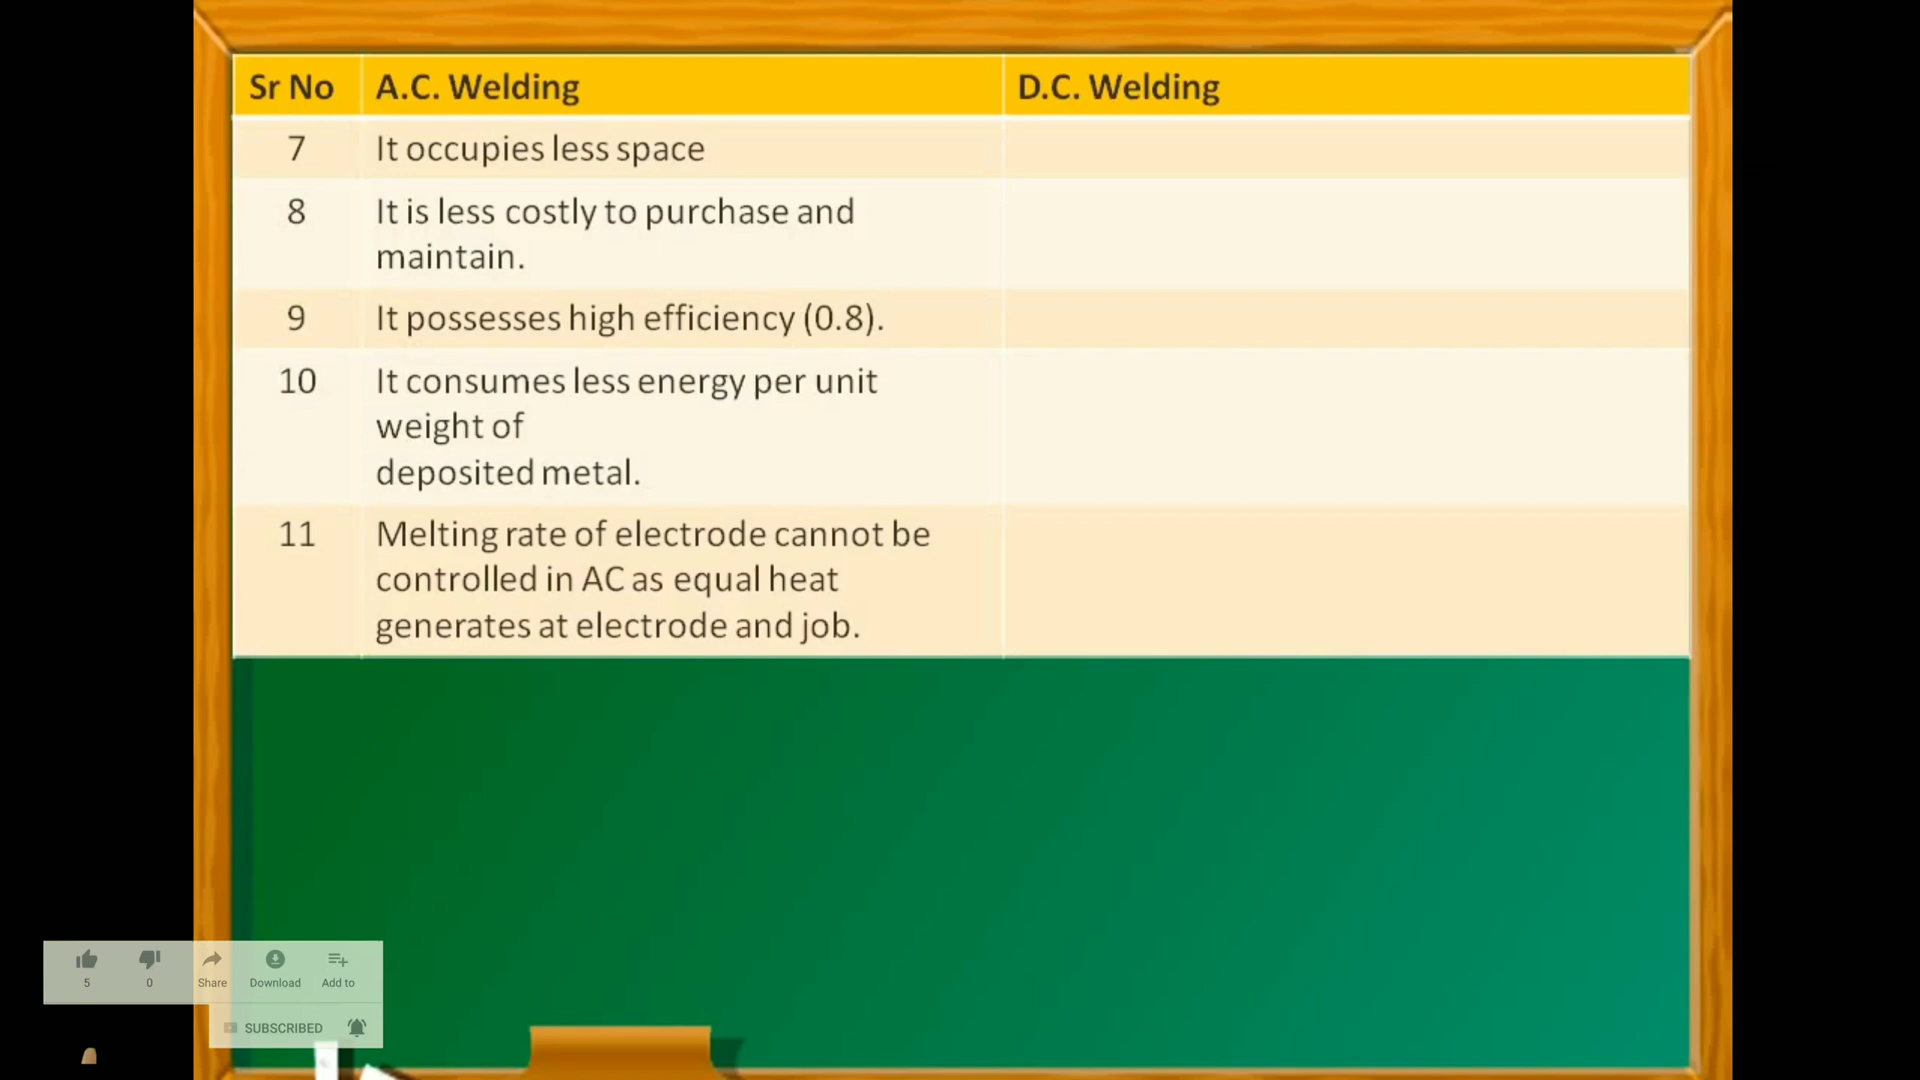 Sr No A.C. Welding D.C. Welding
7 It occupies less space
8 It is less costly to purchase and
maintain.
9 It possesses high efficiency (0.8).
10 It consumes less energy per unit
weight of
deposited metal.
11 Melting rate of electrode cannot be
controlled in AC as equal heat
generates at electrode and job.
5 0 Share Download Add to
SUBSCRIBED